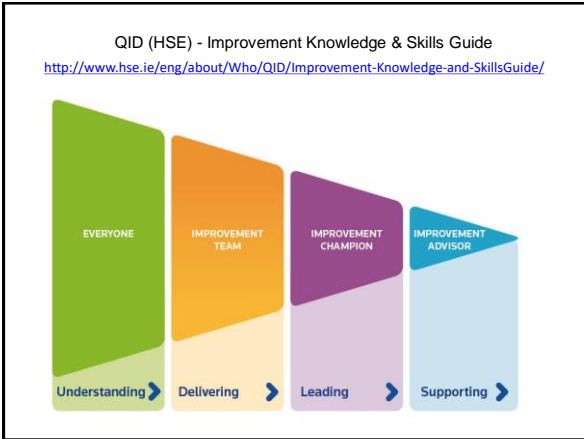 QID (HSE) - Improvement Knowledge & Skills Guide
http://www.hse.ie/eng/about/Who/QID/Improvement-Knowledge-and-SkillsGuide/
EVERYONE
IMPROVEMENT
TEAM
IMPROVEMENT
CHAMPION
IMPROVEMENT
ADVISOR
Understanding
Delivering
Leading
Supporting